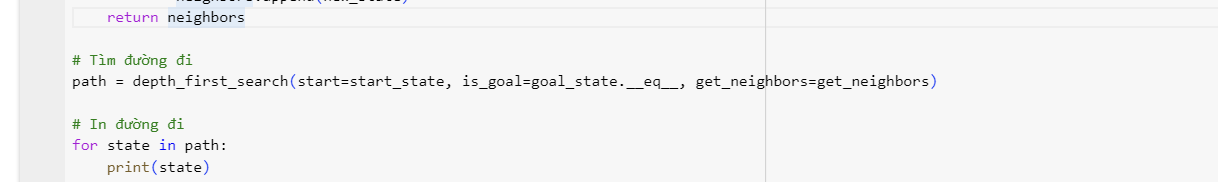 return neighbors
# Tìm đường đi
path = depth_first_search(start=start_state, is_goal=goal_state.__eq__, get_neighbors=get_neighbors)
# In đường đi
for state in path:
print(state)